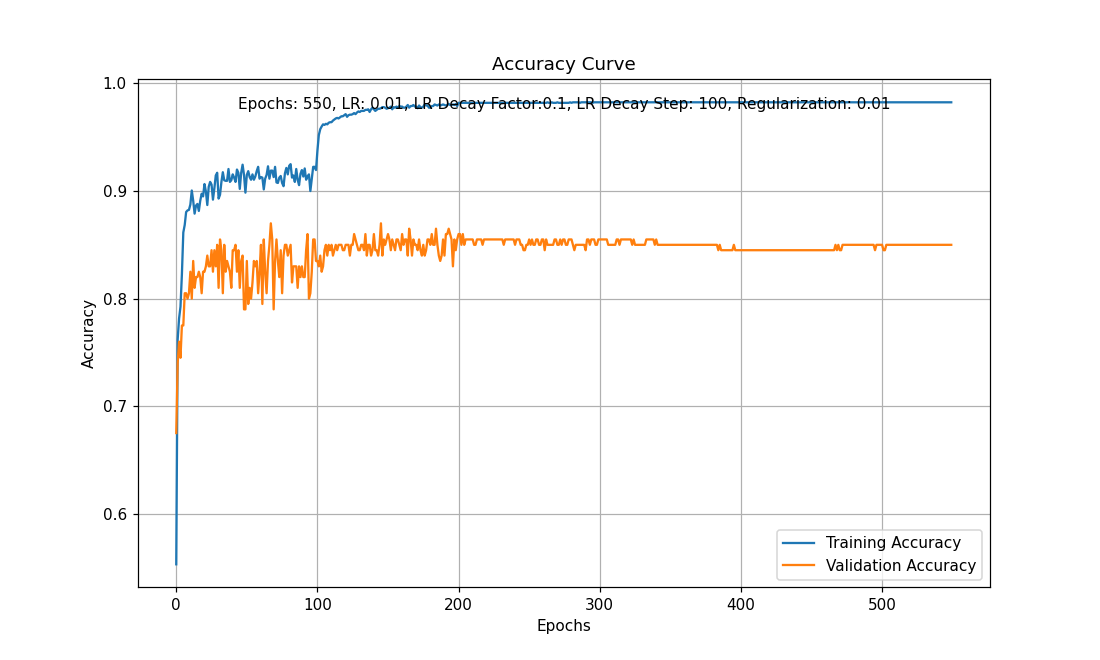 Accuracy Curve
Epochs: 550, LR: 0.01, LR Decay Factor:0.1, LR Decay Step: 100, Regularization: 0.01
1.0
0.9
0.8
0.7
0.6
Accuracy
Training Accuracy
Validation Accuracy
0 100 200 300 400 500
Epochs